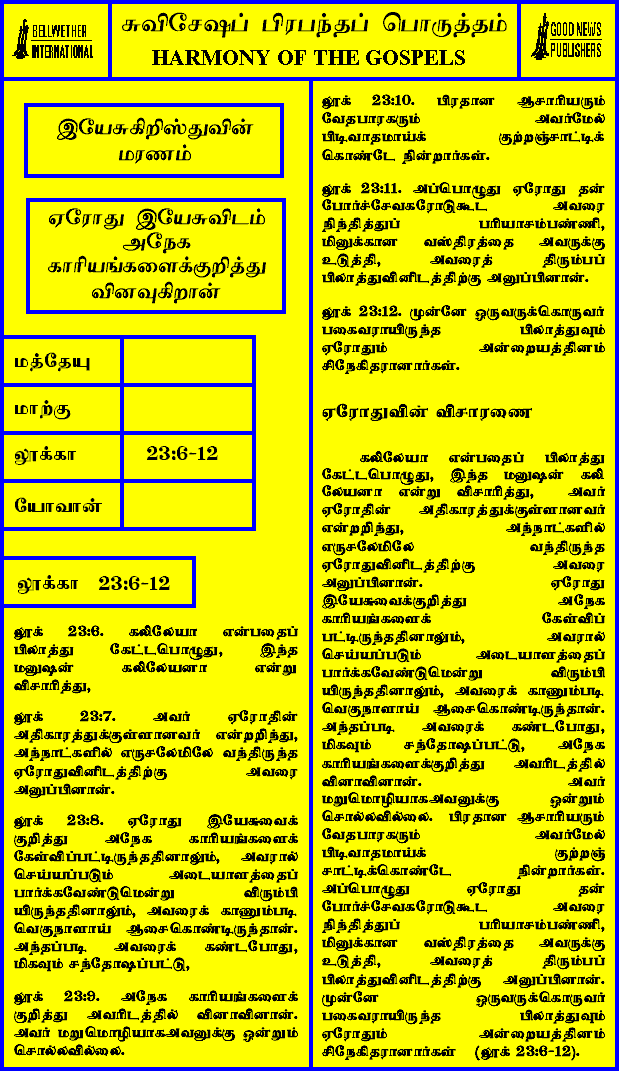 BELLWETHER
INTERNATIONAL
சுவிசேஷப் பிரபந்தப் பொருத்தம்
HARMONY OF THE GOSPELS
GOOD NEWS
PUBLISHERS
இயேசுகிறிஸ்துவின்
மரணம்
ஏரோது இயேசுவிடம்
அநேக
காரியங்களைக்குறித்து
வினவுகிறான்
மத்தேயு
மாற்கு
லூக்கா 23:6-12
யோவான்
லூக்கா 23:6-12
லூக் 23:6. கலிலேயா என்பதைப்
பிலாத்து கேட்டபொழுது, இந்த
மனுஷன் கலிலேயனா என்று
விசாரித்து,
லூக் 23:7. அவர் ஏரோதின்
அதிகாரத்துக்குள்ளானவர் என்றறிந்து,
அந்நாட்களில் எருசலேமிலே வந்திருந்த
ஏரோதுவினிடத்திற்கு அவரை
அனுப்பினான்.
லூக் 23:8. ஏரோது இயேசுவைக்
குறித்து அநேக காரியங்களைக்
கேள்விப்பட்டிருந்ததினாலும், அவரால்
செய்யப்படும் அடையாளத்தைப்
பார்க்கவேண்டுமென்று விரும்பி
யிருந்ததினாலும், அவரைக் காணும்படி
வெகுநாளாய் ஆசைகொண்டிருந்தான்.
அந்தப்படி அவரைக் கண்டபோது,
மிகவும் சந்தோஷப்பட்டு,
லூக் 23:9. அநேக காரியங்களைக்
குறித்து அவரிடத்தில் வினாவினான்.
அவர் மறுமொழியாகஅவனுக்கு ஒன்றும்
சொல்லவில்லை.
லூக் 23:10. பிரதான ஆசாரியரும்
வேதபாரகரும் அவர்மேல்
பிடிவாதமாய்க் குற்றஞ்சாட்டிக்
கொண்டே நின்றார்கள்.
லூக் 23:11. அப்பொழுது ஏரோது தன்
போர்ச்சேவகரோடுகூட அவரை
நிந்தித்துப் பரியாசம்பண்ணி,
மினுக்கான வஸ்திரத்தை அவருக்கு
உடுத்தி, அவரைத் திரும்பப்
பிலாத்துவினிடத்திற்கு அனுப்பினான்.
லூக் 23:12. முன்னே ஒருவருக்கொருவர்
பகைவராயிருந்த பிலாத்துவும்
ஏரோதும் அன்றையத்தினம்
சிநேகிதரானார்கள்.
ஏரோதுவின் விசாரணை
கலிலேயா என்பதைப் பிலாத்து
கேட்டபொழுது, இந்த மனுஷன் கலி
லேயனா என்று விசாரித்து, அவர்
ஏரோதின் அதிகாரத்துக்குள்ளானவர்
என்றறிந்து, அந்நாட்களில்
எருசலேமிலே வந்திருந்த
ஏரோதுவினிடத்திற்கு அவரை
அனுப்பினான். ஏரோது
இயேசுவைக்குறித்து அநேக
காரியங்களைக் கேள்விப்
பட்டிருந்ததினாலும், அவரால்
செய்யப்படும் அடையாளத்தைப்
பார்க்கவேண்டுமென்று விரும்பி
யிருந்ததினாலும், அவரைக் காணும்படி
வெகுநாளாய் ஆசைகொண்டிருந்தான்.
அந்தப்படி அவரைக் கண்டபோது,
மிகவும் சந்தோஷப்பட்டு, அநேக
காரியங்களைக்குறித்து அவரிடத்தில்
வினாவினான். அவர்
மறுமொழியாகஅவனுக்கு ஒன்றும்
சொல்லவில்லை. பிரதான ஆசாரியரும்
வேதபாரகரும் அவர்மேல்
பிடிவாதமாய்க் குற்றஞ்
சாட்டிக்கொண்டே நின்றார்கள்.
அப்பொழுது ஏரோது தன்
போர்ச்சேவகரோடுகூட அவரை
நிந்தித்துப் பரியாசம்பண்ணி,
மினுக்கான வஸ்திரத்தை அவருக்கு
உடுத்தி, அவரைத் திரும்பப்
பிலாத்துவினிடத்திற்கு அனுப்பினான்.
முன்னே ஒருவருக்கொருவர்
பகைவராயிருந்த பிலாத்துவும்
ஏரோதும் அன்றையத்தினம்
சிநேகிதரானார்கள் (லூக் 23:6-12).